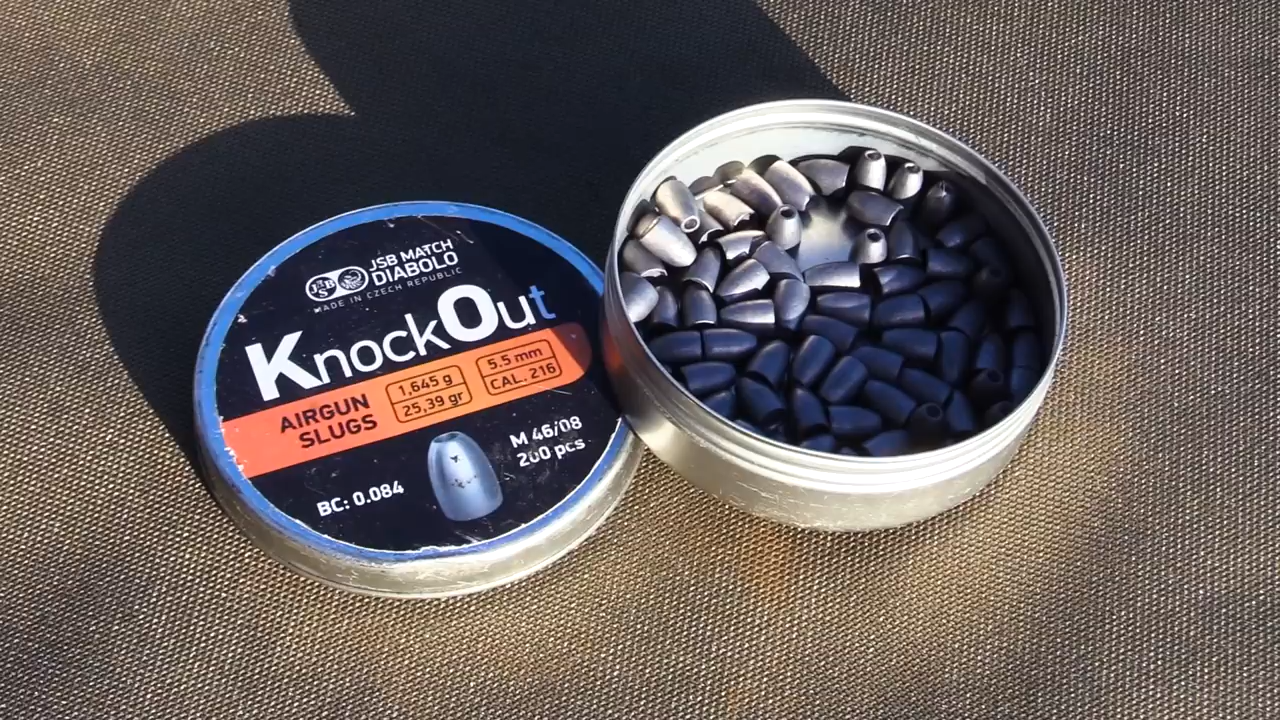 JSB
JSB MATCH
DIABOLO
MADE IN CZECH REPUBLIC
KnockOut
AIRGUN
SLUGS
1,645 g
25,39 gr
5.5 mm
CAL. 216
M 46/08
200 pcs
BC: 0.084